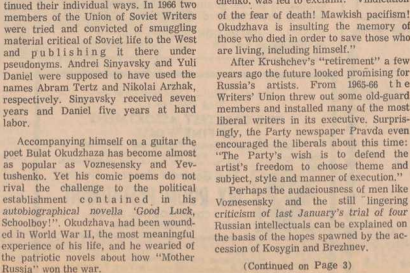 tinued their individual ways. In 1966 two
members of the Union of Soviet Writers
were tried and convicted of smuggling
material critical of Soviet life to the West
and publishing it there under
pseudonyms. Andrei Sinyavsky and Yuli
Daniel were supposed to have used the
names Abram Tertz and Nikolai Arzhak,
respectively. Sinyavsky received seven
years and Daniel five years at hard
labor.
Accompanying himself on a guitar the
poet Bulat Okudzhaza has become almost
as popular as Voznesensky and Yev-
tushenko. Yet his comic poems do not
rival the challenge to the political
establishment contained in his
autobiographical novella 'Good Luck,
Schoolboy!". Okudzhava had been wound-
ed in World War II, the most meaningful
experience of his life, and he wearied of
the patriotic novels about how "Mother
Russia" won the war.
chenko, was led to exclaim: "Vindication
of the fear of death! Mawkish pacifism.
Okudzhava is insulting the memory of
those who died in order to save those who
are living, including himself."
After Krushchev's "retirement" a few
years ago the future looked promising for
Russia's artists. From 1965-66 the
Writers' Union threw out some old-guard
members and installed many of the most
liberal writers in its executive. Surpris-
ingly, the Party newspaper Pravda even
encouraged the liberals about this time:
"The Party's wish is to defend the
artist's freedom to choose theme and
subject, style and manner of execution."
Perhaps the audaciousness of men like
Voznesensky and the still lingering
criticism of last January's trial of four
Russian intellectuals can be explained
on the basis of the hopes spawned by the ac-
cession of Kosygin and Brezhnev.
(Continued on Page 3)